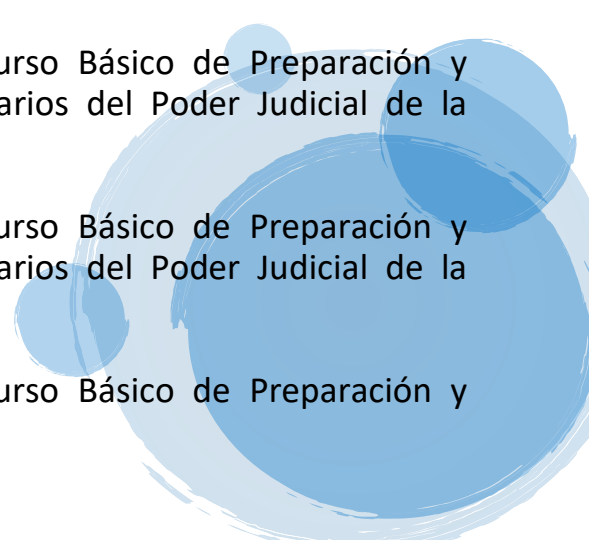 urso Básico de Preparación y
arios del Poder Judicial de la
urso Básico de Preparación y
arios del Poder Judicial de la
urso Básico de Preparación y